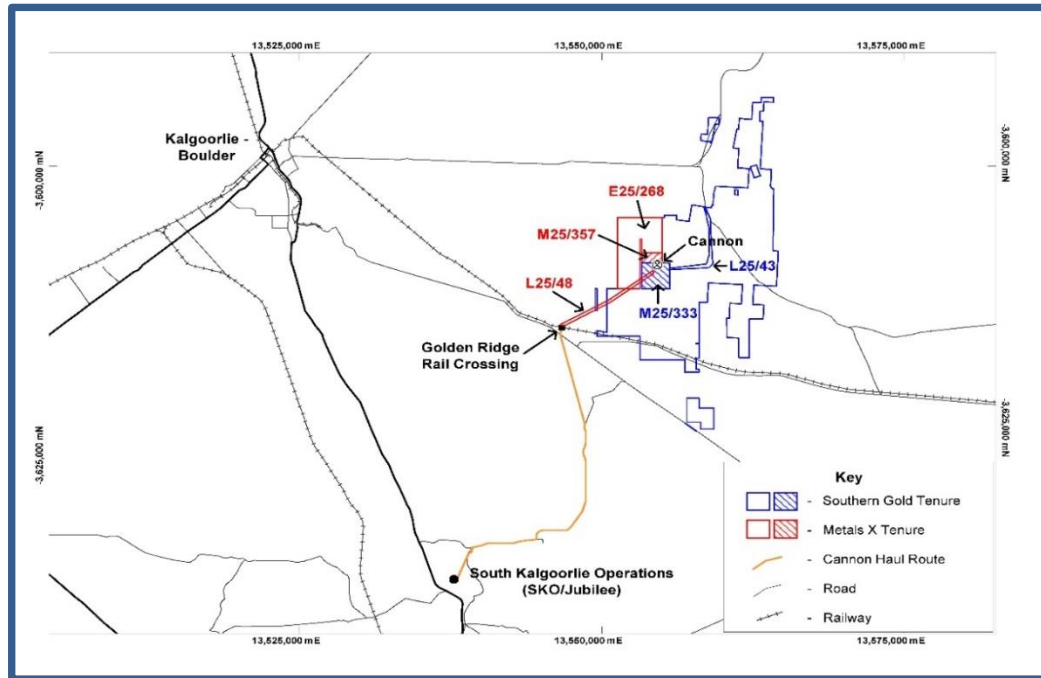 13,525,000 mE
13,550,000 mE
13,575,000 mE
Kalgoorlie -
Boulder
-3,600,000 mN
-3,600,000 mN
E25/268
M25/357
Cannon
L25/43
L25/48
M25/333
Golden Ridge
Rail Crossing
-3,625,000 mN
-3,625,000 mN
South Kalgoorlie Operations
(SKO/Jubilee)
Key
- Southern Gold Tenure
- Metals X Tenure
- Cannon Haul Route
- Road
- Railway
13,525,000 mE
13,550,000 mE
13,575,000 mE